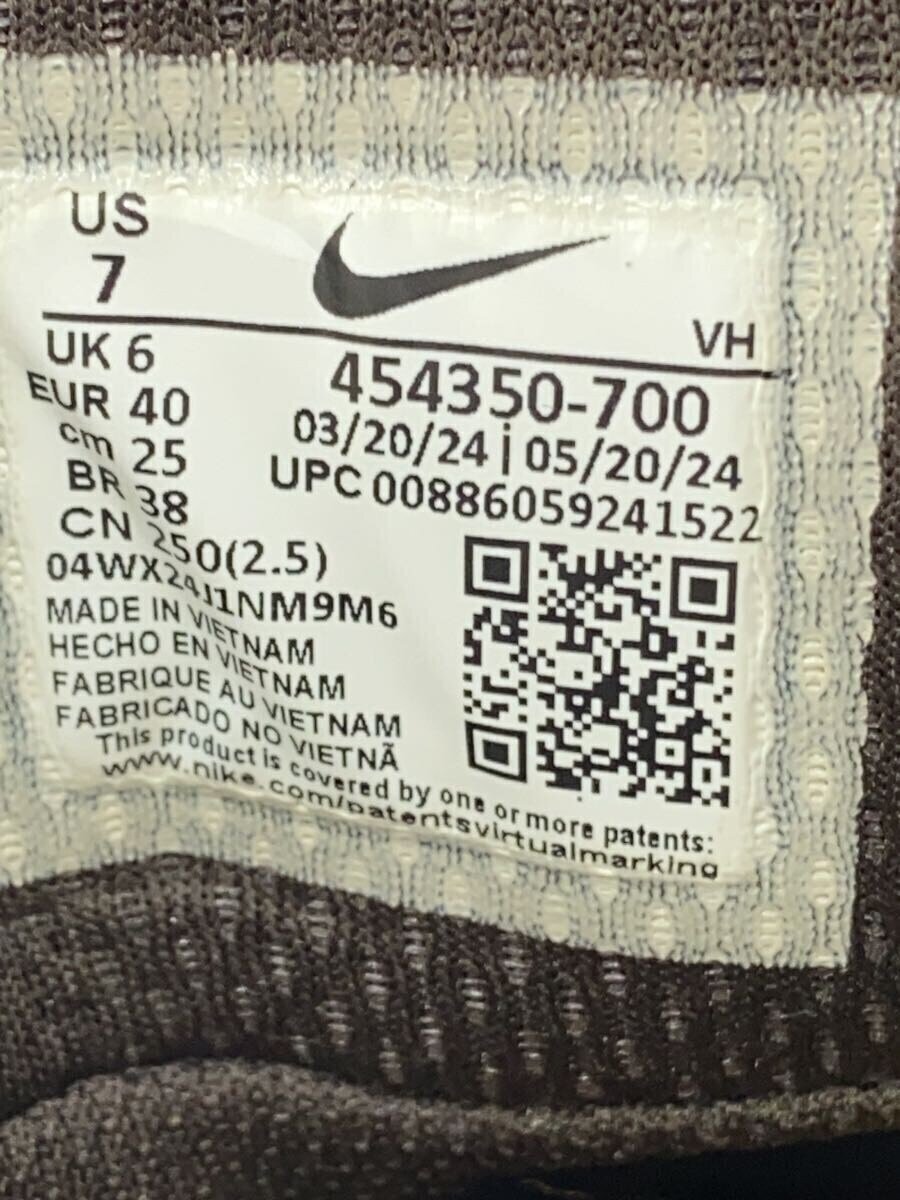 US
7
VH
UK 6
EUR 40
cm 25
BR 38
CN 250(2.5)
454350-700
03/20/24 | 05/20/24
UPC 00886059241522
04WX24J1NM9M6
MADE IN VIETNAM
HECHO EN VIETNAM
FABRIQUE AU VIETNAM
FABRICADO NO VIETNÃ
This product is covered by one or more patents:
www.nike.com/patentsvirtualmarking